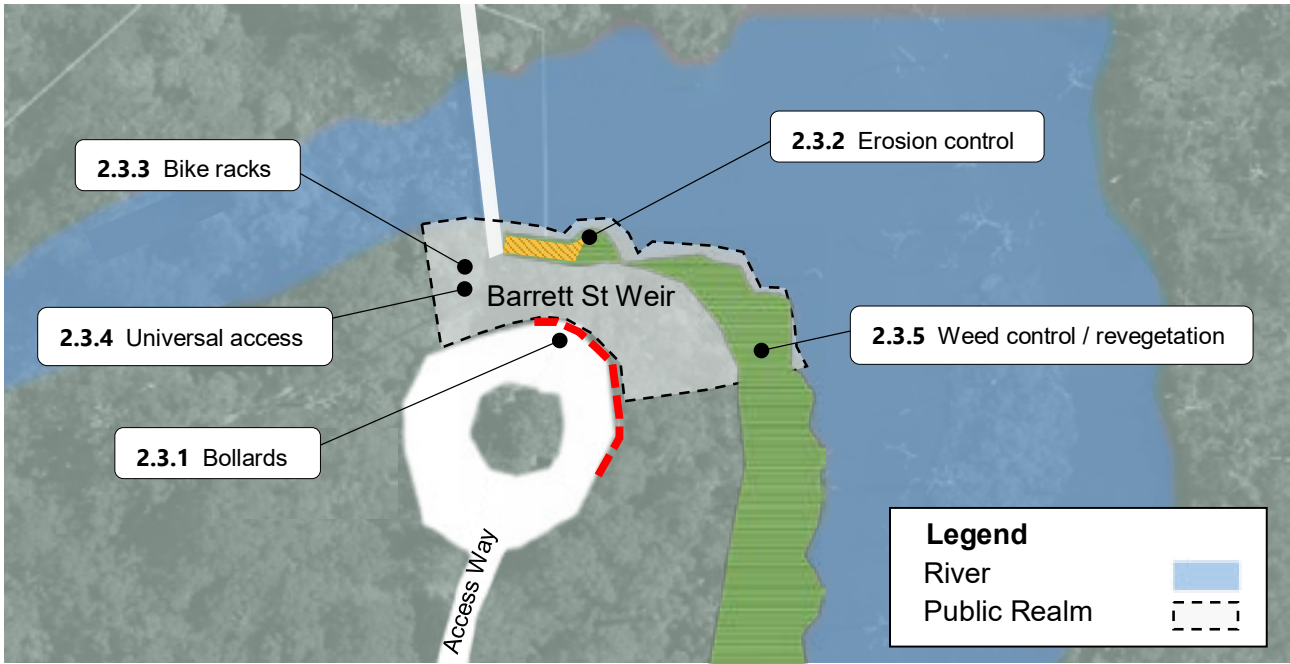 2.3.2 Erosion control
2.3.3 Bike racks
Barrett St Weir
2.3.4 Universal access
2.3.5 Weed control / revegetation
2.3.1 Bollards
Access Way
Legend
River
Public Realm